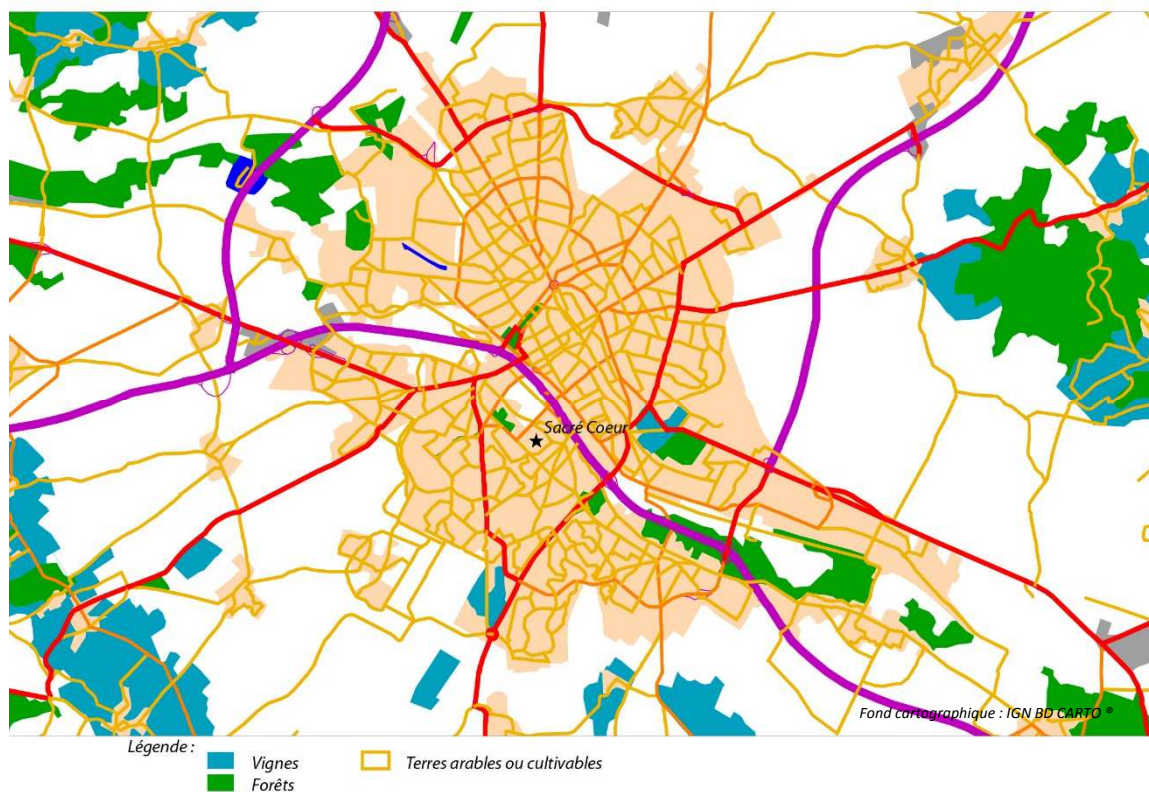 Sacré Coeur
Fond cartographique : IGN BD CARTO ®
Légende :
Vignes
Terres arables ou cultivables
Forêts